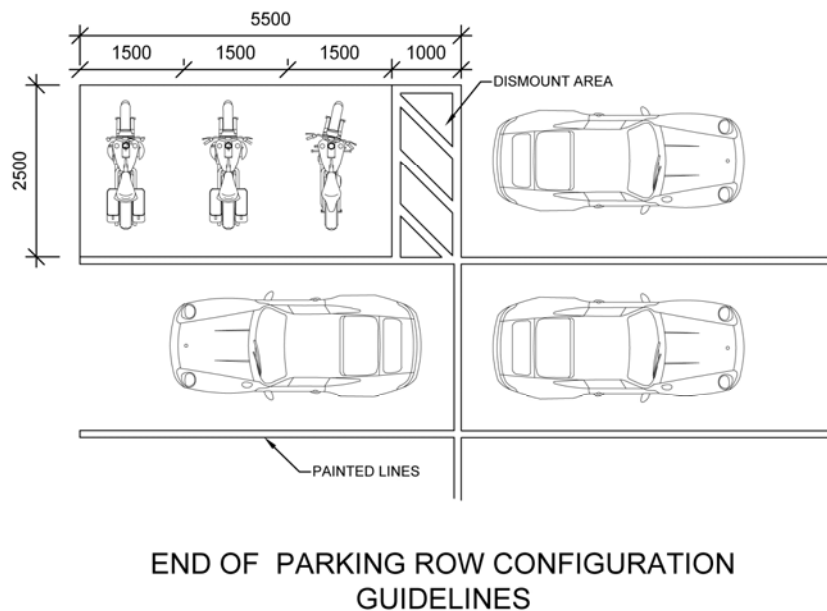 5500
1500 1500 1500 1000
DISMOUNT AREA
2500
PAINTED LINES
END OF PARKING ROW CONFIGURATION
GUIDELINES